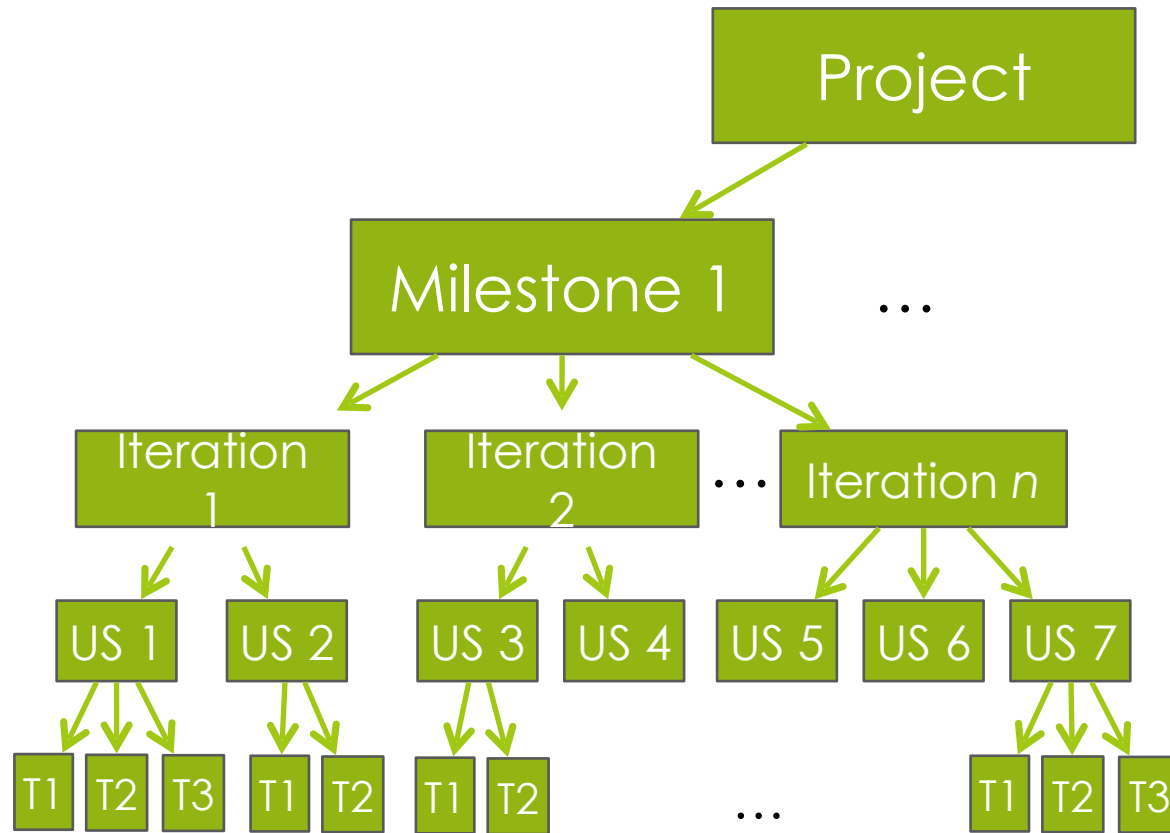 Project
Milestone 1
…
Iteration
1
Iteration
2
…
Iteration n
US 1
US 2
US 3
US 4
US 5
US 6
US 7
T1
T2
T3
T1
T2
T1
T2
…
T1
T2
T3